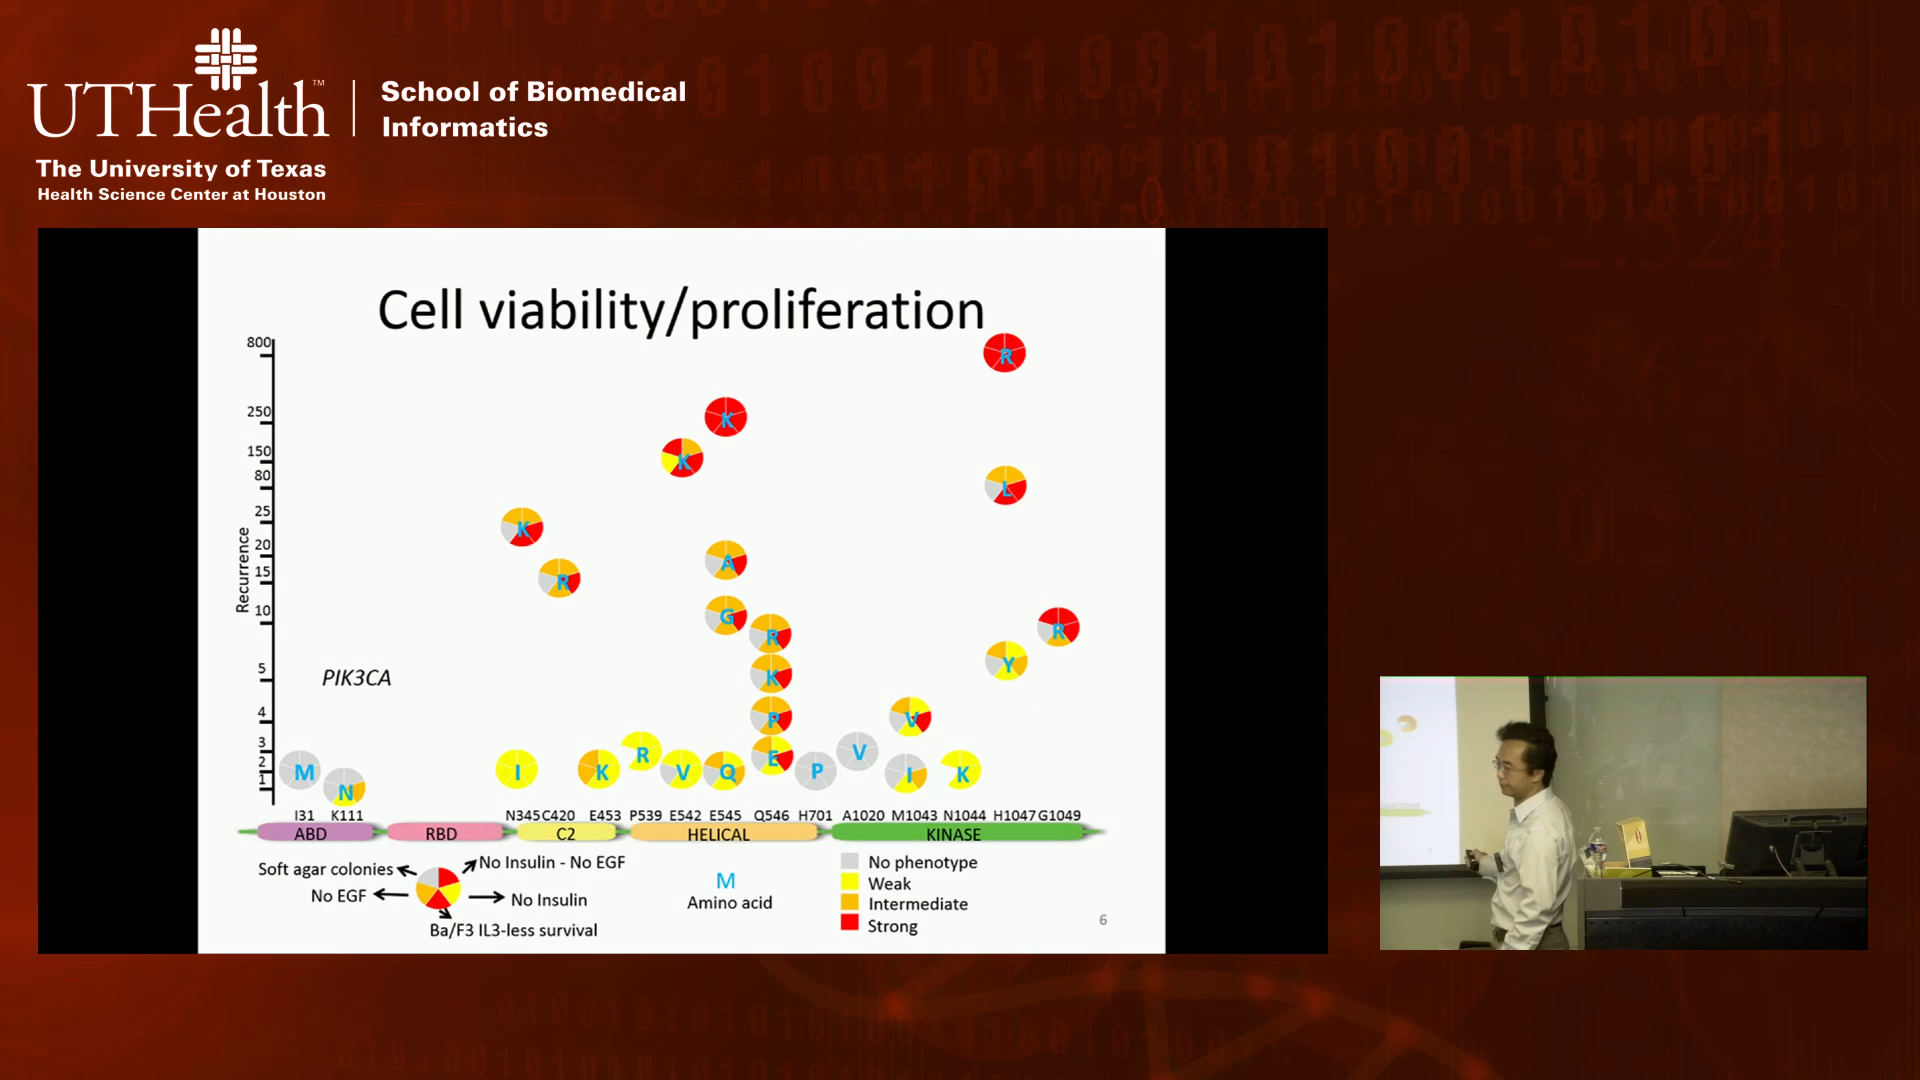 UTHealth™
School of Biomedical
Informatics
The University of Texas
Health Science Center at Houston
Cell viability/proliferation
800
250
150
80
25
20
15
10
5
4
3
2
1
Recurrence
PIK3CA
R
K
K
L
K
A
R
G
R
R
K
Y
P
V
R
E
V
M
I
K
V
Q
P
I
K
N
I31 K111 N345 C420 E453 P539 E542 E545 Q546 H701 A1020 M1043 N1044 H1047 G1049
ABD RBD C2 HELICAL KINASE
Soft agar colonies
No Insulin - No EGF
No EGF
No Insulin
Ba/F3 IL3-less survival
M
Amino acid
No phenotype
Weak
Intermediate
Strong
6